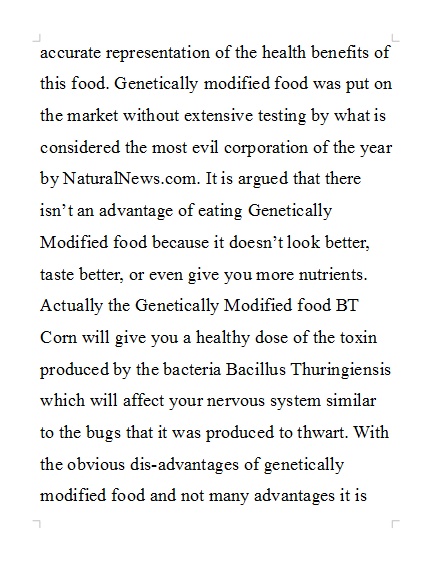 accurate representation of the health benefits of
this food. Genetically modified food was put on
the market without extensive testing by what is
considered the most evil corporation of the year
by NaturalNews.com. It is argued that there
isn’t an advantage of eating Genetically
Modified food because it doesn’t look better,
taste better, or even give you more nutrients.
Actually the Genetically Modified food BT
Corn will give you a healthy dose of the toxin
produced by the bacteria Bacillus Thuringiensis
which will affect your nervous system similar
to the bugs that it was produced to thwart. With
the obvious dis-advantages of genetically
modified food and not many advantages it is